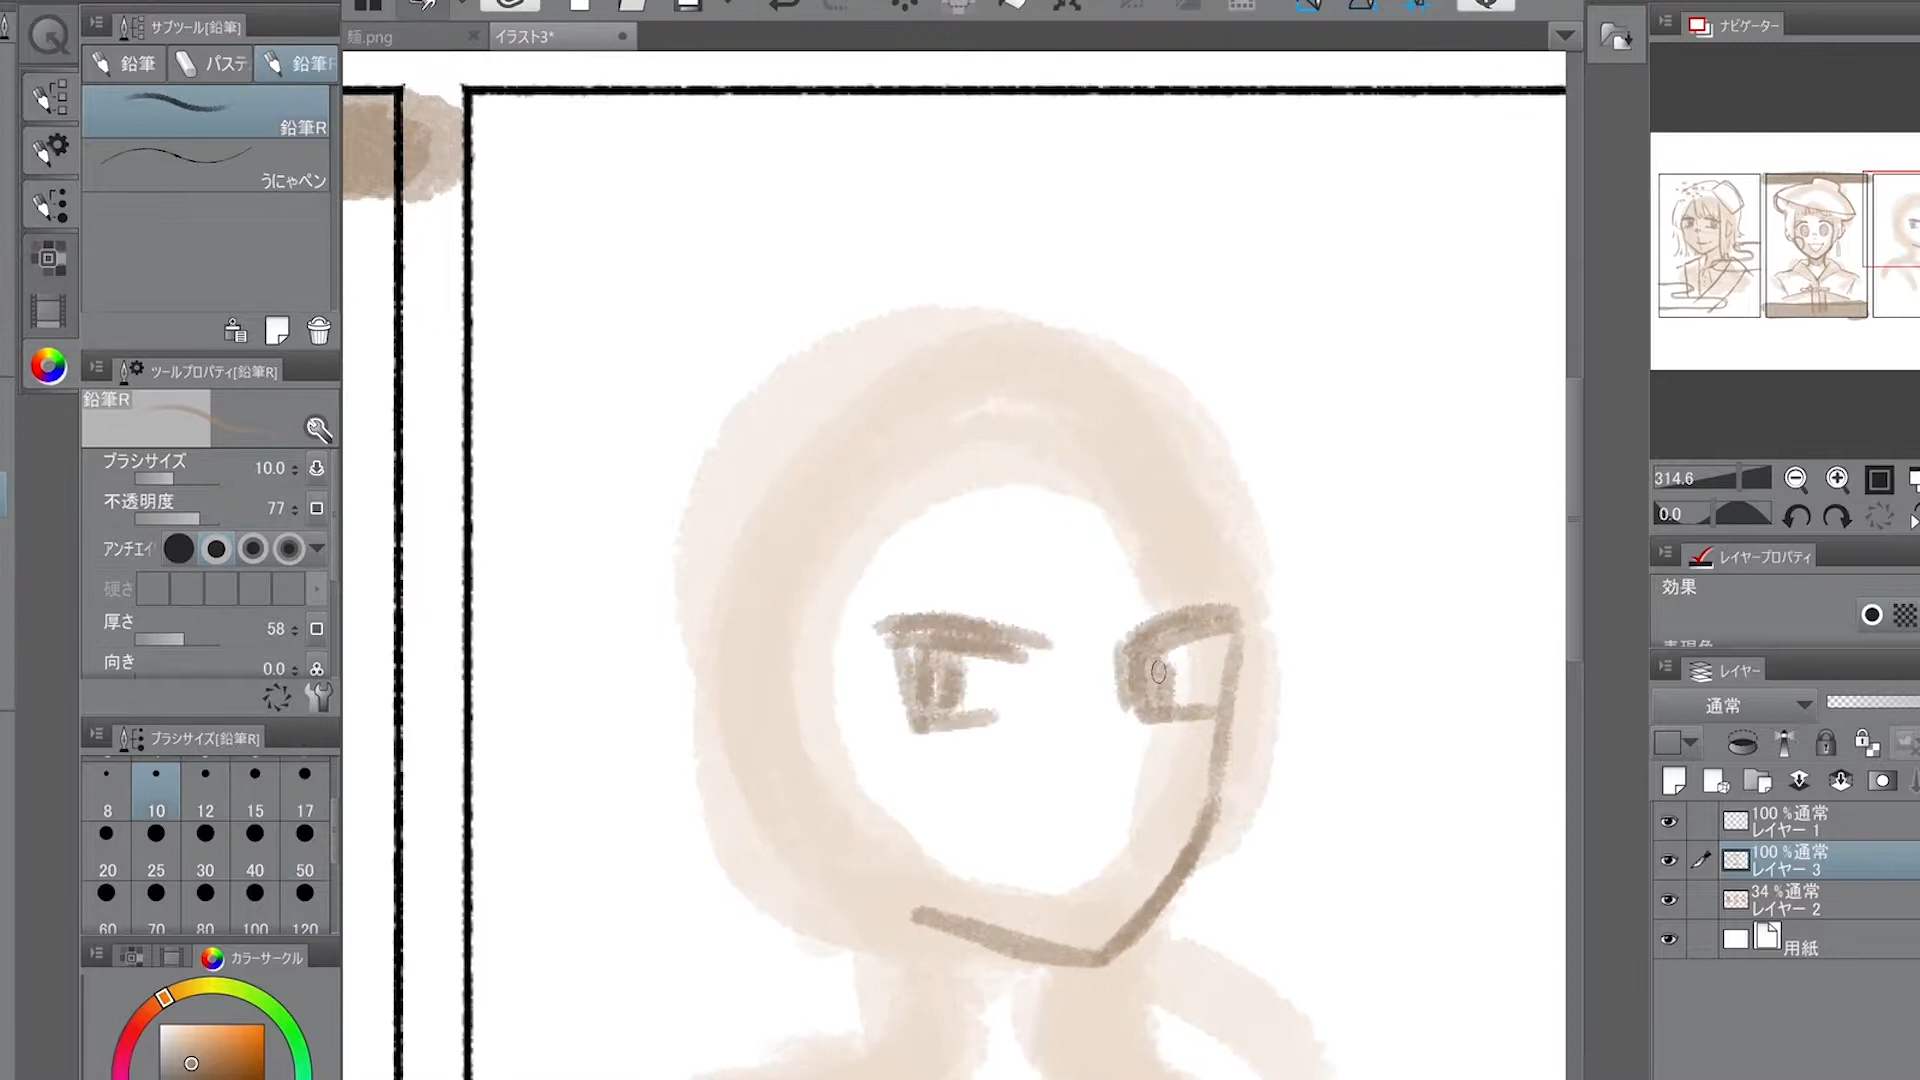 サブツール[鉛筆]
鉛筆
パステ
鉛筆R
鉛筆R
うにゃペン
ツールプロパティ[鉛筆R]
鉛筆R
ブラシサイズ 10.0
不透明度 77
アンチエイ
硬さ
厚さ 58
向き 0.0
ブラシサイズ[鉛筆R]
8 10 12 15 17
20 25 30 40 50
60 70 80 100 120
カラーサークル
麺.png
イラスト3*
ナビゲーター
314.6
0.0
レイヤープロパティ
効果
レイヤー
通常
100 %通常
レイヤー 1
100 %通常
レイヤー 3
34 %通常
レイヤー 2
用紙